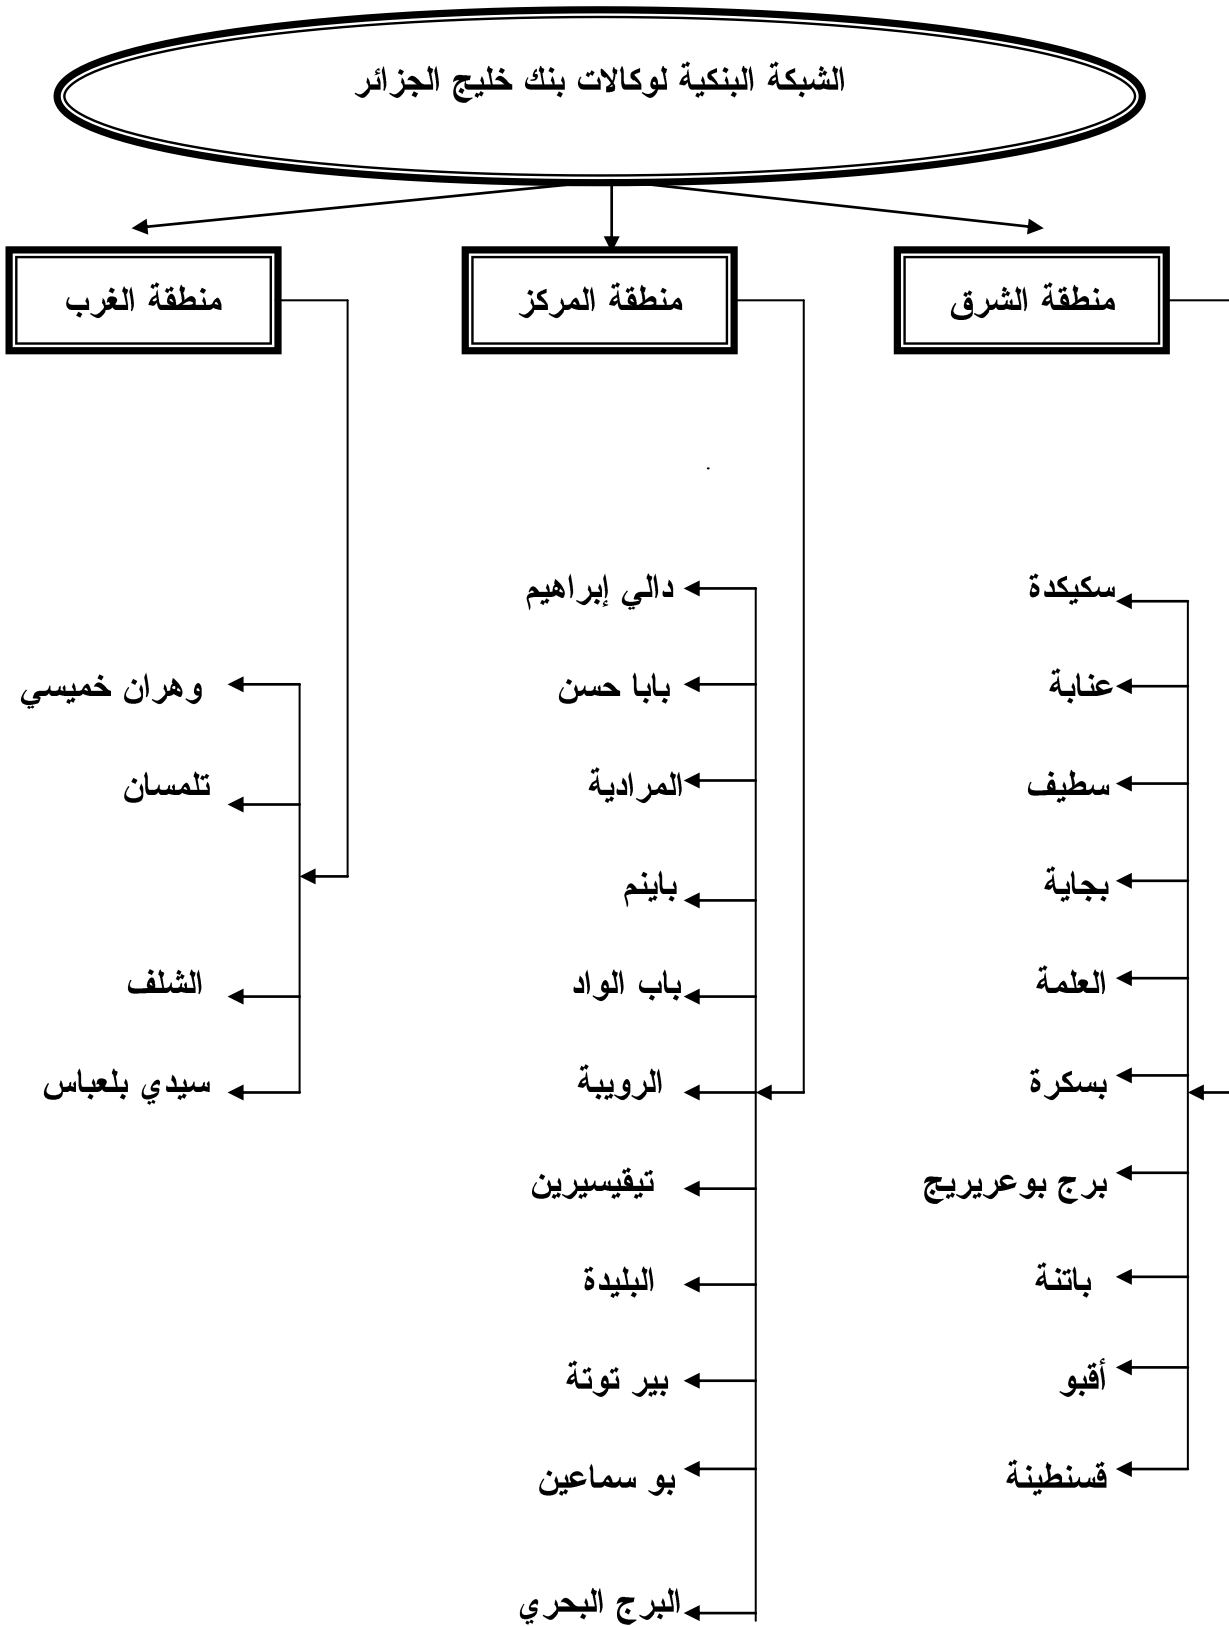 الشبكة البنكية لوكالات بنك خليج الجزائر
منطقة الشرق
منطقة المركز
منطقة الغرب
سكيكدة
عنابة
سطيف
بجاية
العلمة
بسكرة
برج بوعريريج
باتنة
أقبو
قسنطينة
دالي إبراهيم
بابا حسن
المرادية
باينم
باب الواد
الرويبة
تيقيسيرين
البليدة
بير توتة
بو سماعين
البرج البحري
وهران خميسي
تلمسان
الشلف
سيدي بلعباس